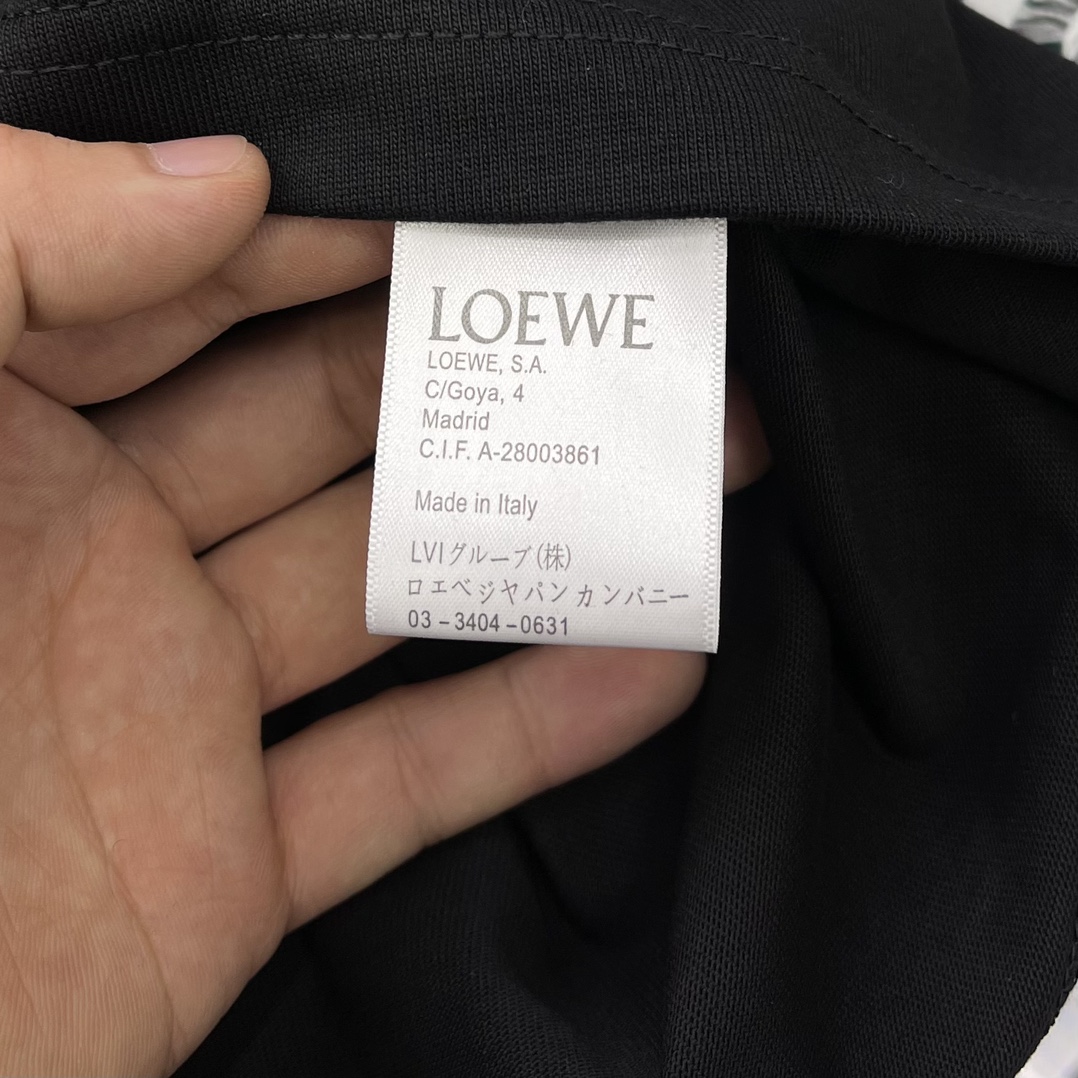 LOEWE
LOEWE, S.A.
C/Goya, 4
Madrid
C.I.F. A-28003861
Made in Italy
LVIグループ(株)
ロエベジヤパンカンバニー
03-3404-0631